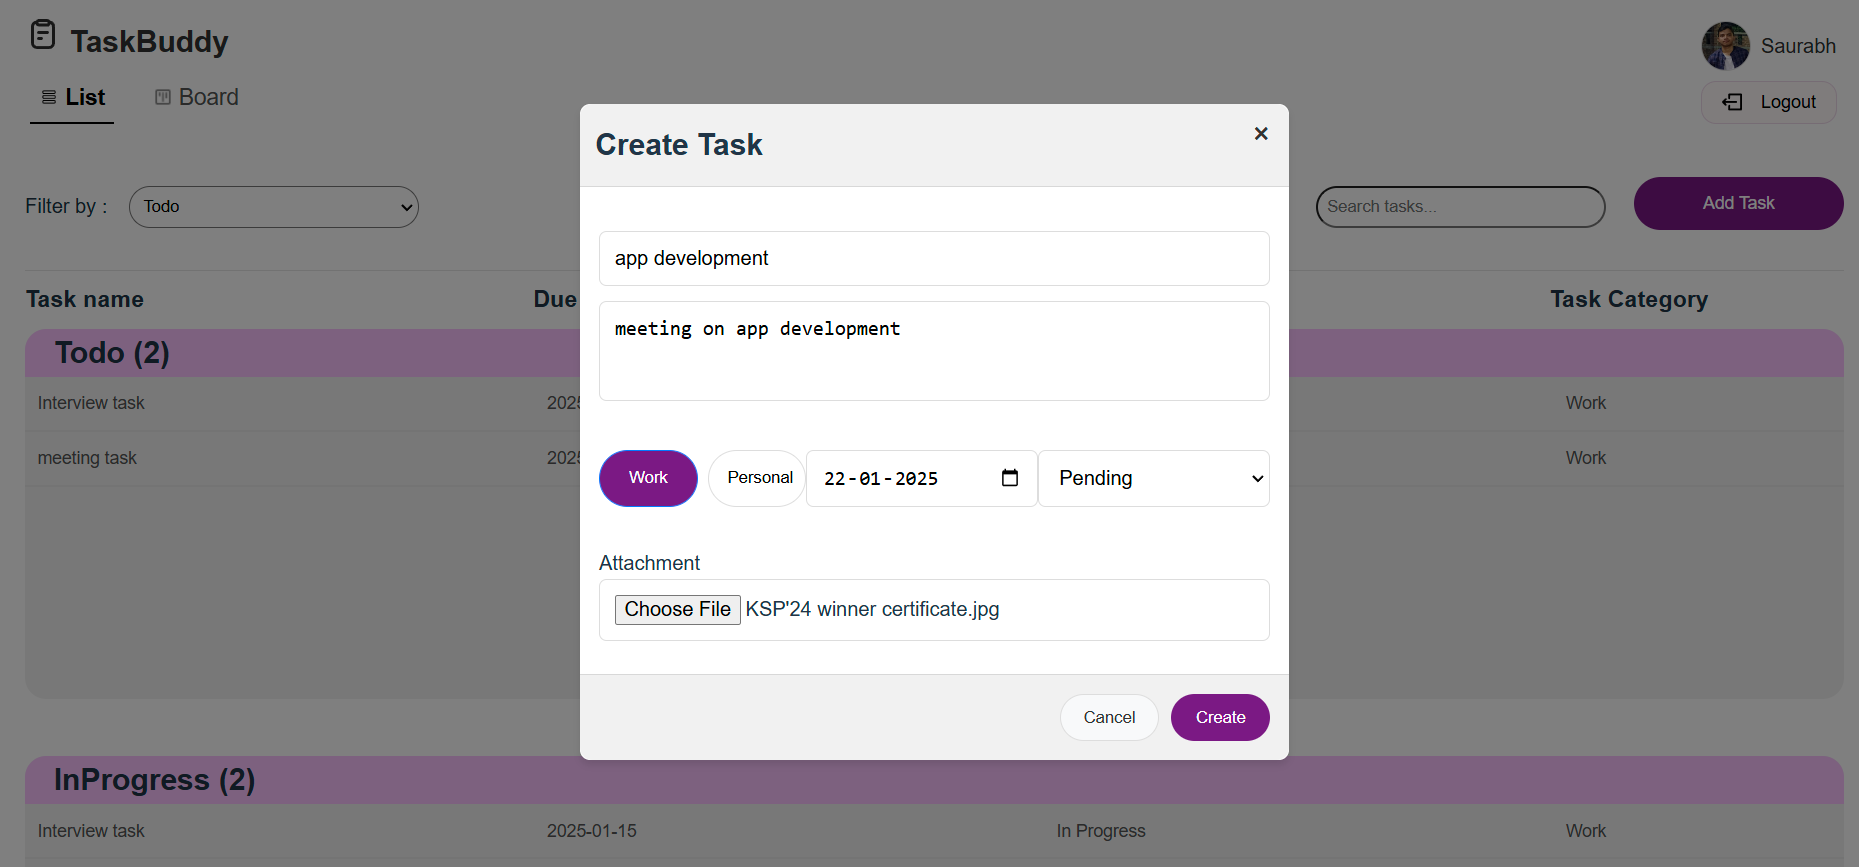 TaskBuddy
Saurabh
List
Board
Logout
Create Task
×
Filter by :
Todo
Search tasks...
Add Task
app development
meeting on app development
Task name
Due
Task Category
Todo (2)
Interview task
2025
Work
meeting task
2025
Work
Work
Personal
22-01-2025
Pending
Attachment
Choose File
KSP'24 winner certificate.jpg
Cancel
Create
InProgress (2)
Interview task
2025-01-15
In Progress
Work